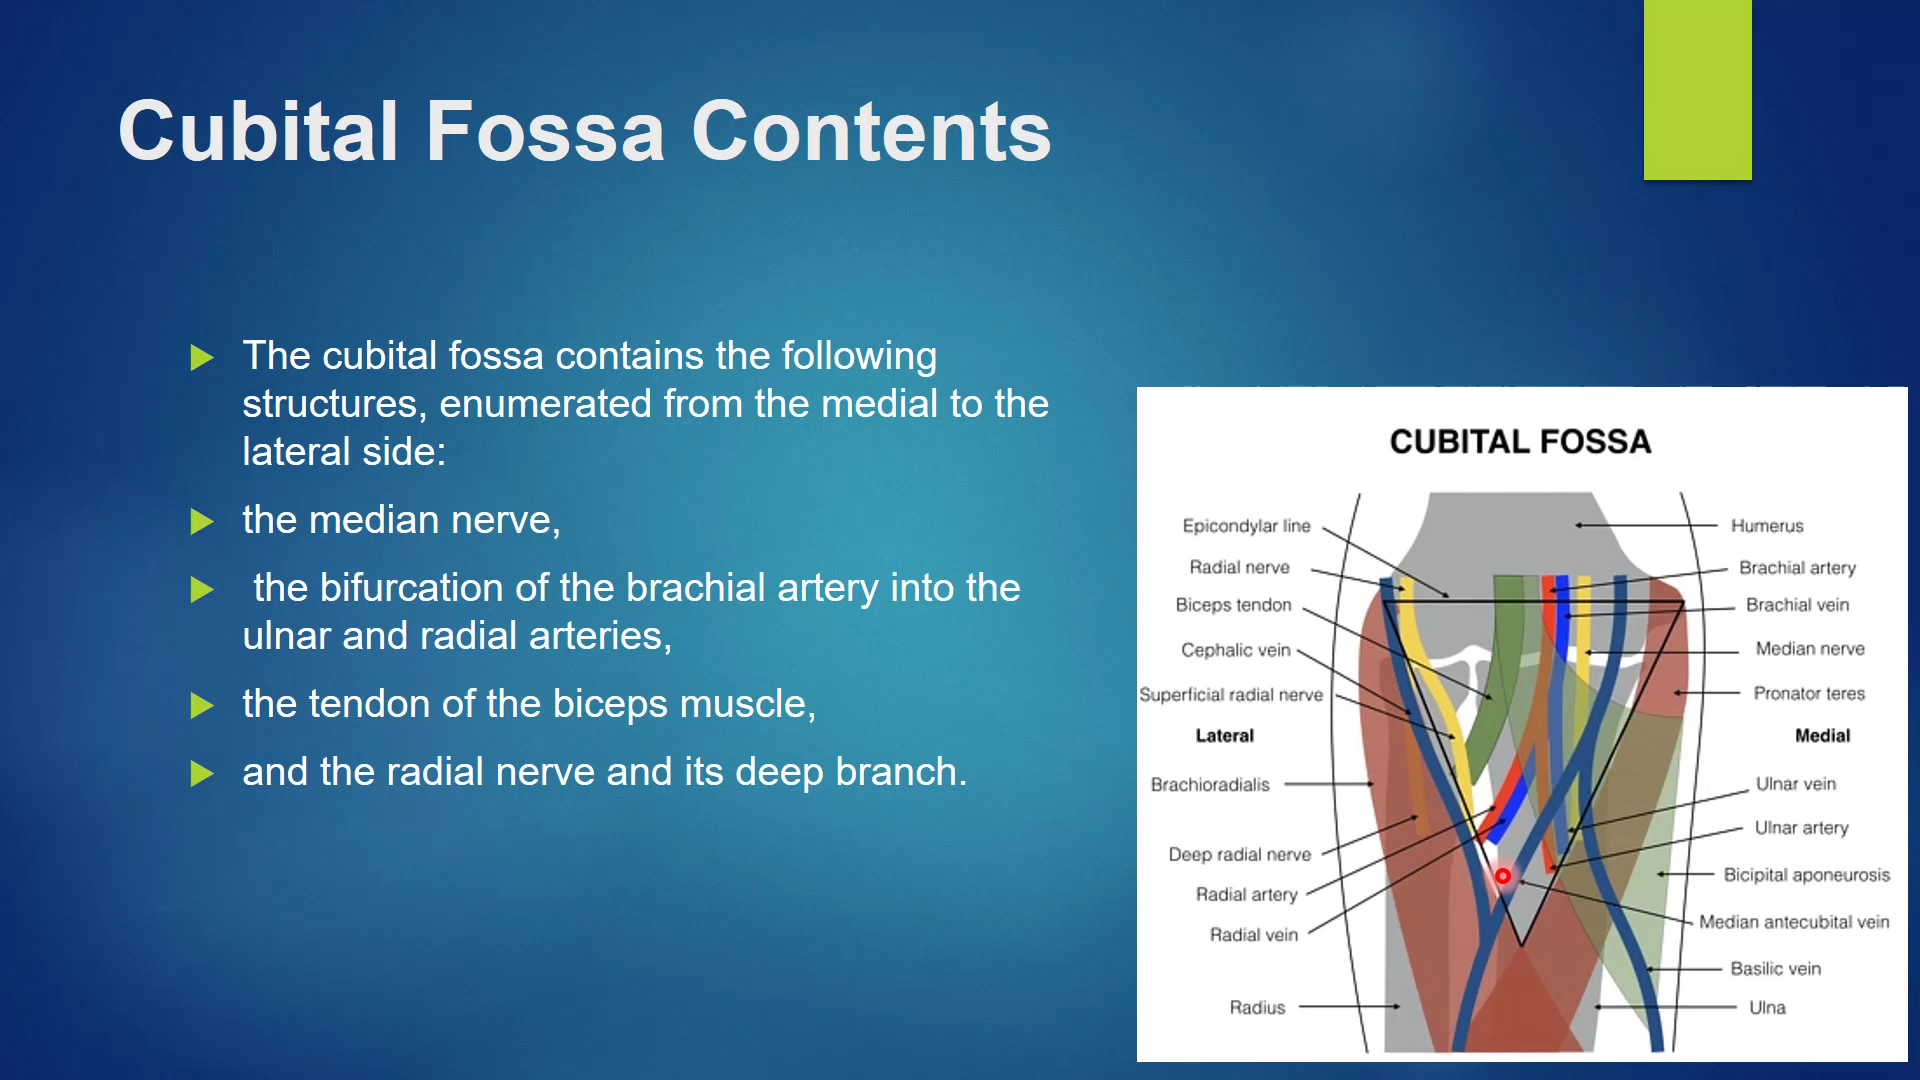 Cubital Fossa Contents
The cubital fossa contains the following
structures, enumerated from the medial to the
lateral side:
the median nerve,
the bifurcation of the brachial artery into the
ulnar and radial arteries,
the tendon of the biceps muscle,
and the radial nerve and its deep branch.
CUBITAL FOSSA
Epicondylar line
Radial nerve
Biceps tendon
Cephalic vein
Superficial radial nerve
Lateral
Brachioradialis
Deep radial nerve
Radial artery
Radial vein
Radius
Humerus
Brachial artery
Brachial vein
Median nerve
Pronator teres
Medial
Ulnar vein
Ulnar artery
Bicipital aponeurosis
Median antecubital vein
Basilic vein
Ulna